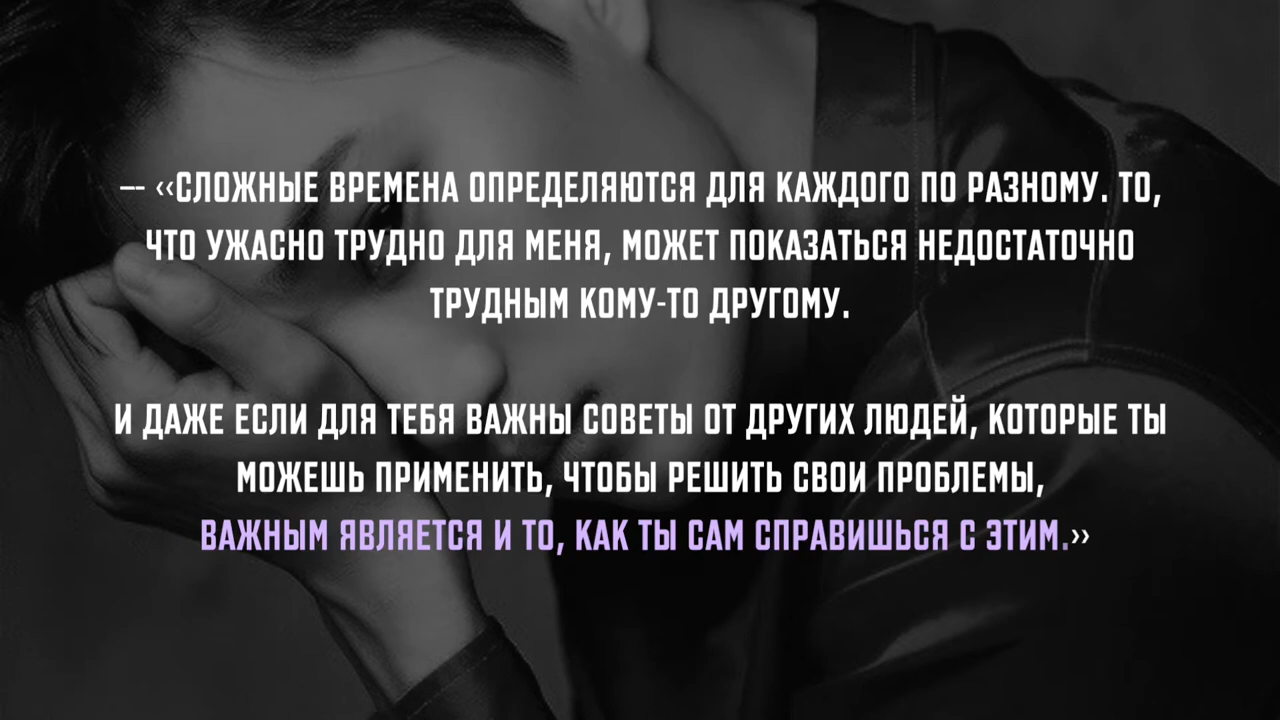 –- ‹‹СЛОЖНЫЕ ВРЕМЕНА ОПРЕДЕЛЯЮТСЯ ДЛЯ КАЖДОГО ПО РАЗНОМУ. ТО,
ЧТО УЖАСНО ТРУДНО ДЛЯ МЕНЯ, МОЖЕТ ПОКАЗАТЬСЯ НЕДОСТАТОЧНО
ТРУДНЫМ КОМУ-ТО ДРУГОМУ.
И ДАЖЕ ЕСЛИ ДЛЯ ТЕБЯ ВАЖНЫ СОВЕТЫ ОТ ДРУГИХ ЛЮДЕЙ, КОТОРЫЕ ТЫ
МОЖЕШЬ ПРИМЕНИТЬ, ЧТОБЫ РЕШИТЬ СВОИ ПРОБЛЕМЫ,
ВАЖНЫМ ЯВЛЯЕТСЯ И ТО, КАК ТЫ САМ СПРАВИШЬСЯ С ЭТИМ.››